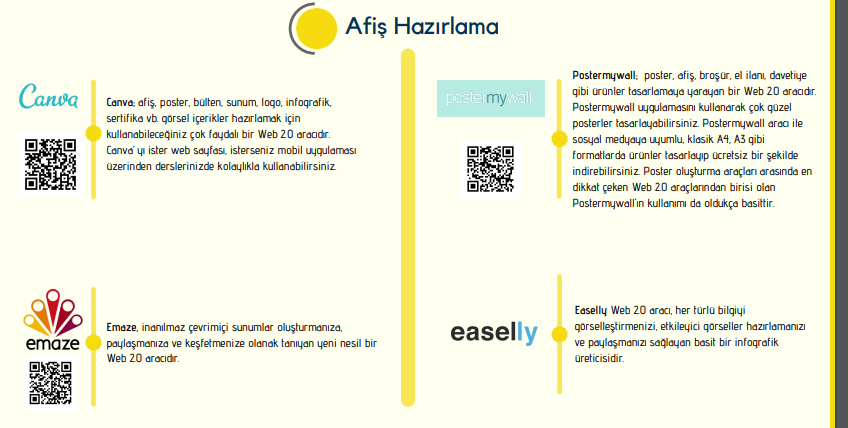 Afiş Hazırlama
Canva
Canva; afiş, poster, bülten, sunum, logo, infografik,
sertifika vb. görsel içerikler hazırlamak için
kullanabileceğiniz çok faydalı bir Web 2.0 aracıdır.
Canva' yı ister web sayfası, isterseniz mobil uygulaması
üzerinden derslerinizde kolaylıkla kullanabilirsiniz.
postermywall
Postermywall; poster, afiş, broşür, el ilanı, davetiye
gibi ürünler tasarlamaya yarayan bir Web 2.0 aracıdır.
Postermywall uygulamasını kullanarak çok güzel
posterler tasarlayabilirsiniz. Postermywall aracı ile
sosyal medyaya uyumlu, klasik A4, A3 gibi
formatlarda ürünler tasarlayıp ücretsiz bir şekilde
indirebilirsiniz. Poster oluşturma araçları arasında en
dikkat çeken Web 2.0 araçlarından birisi olan
Postermywall'ın kullanımı da oldukça basittir.
emaze
Emaze, inanılmaz çevrimiçi sunumlar oluşturmanıza,
paylaşmanıza ve keşfetmenize olanak tanıyan yeni nesil bir
Web 2.0 aracıdır.
easelly
Easelly Web 2.0 aracı, her türlü bilgiyi
görselleştirmenizi, etkileyici görseller hazırlamanızı
ve paylaşmanızı sağlayan basit bir infografik
üreticisidir.